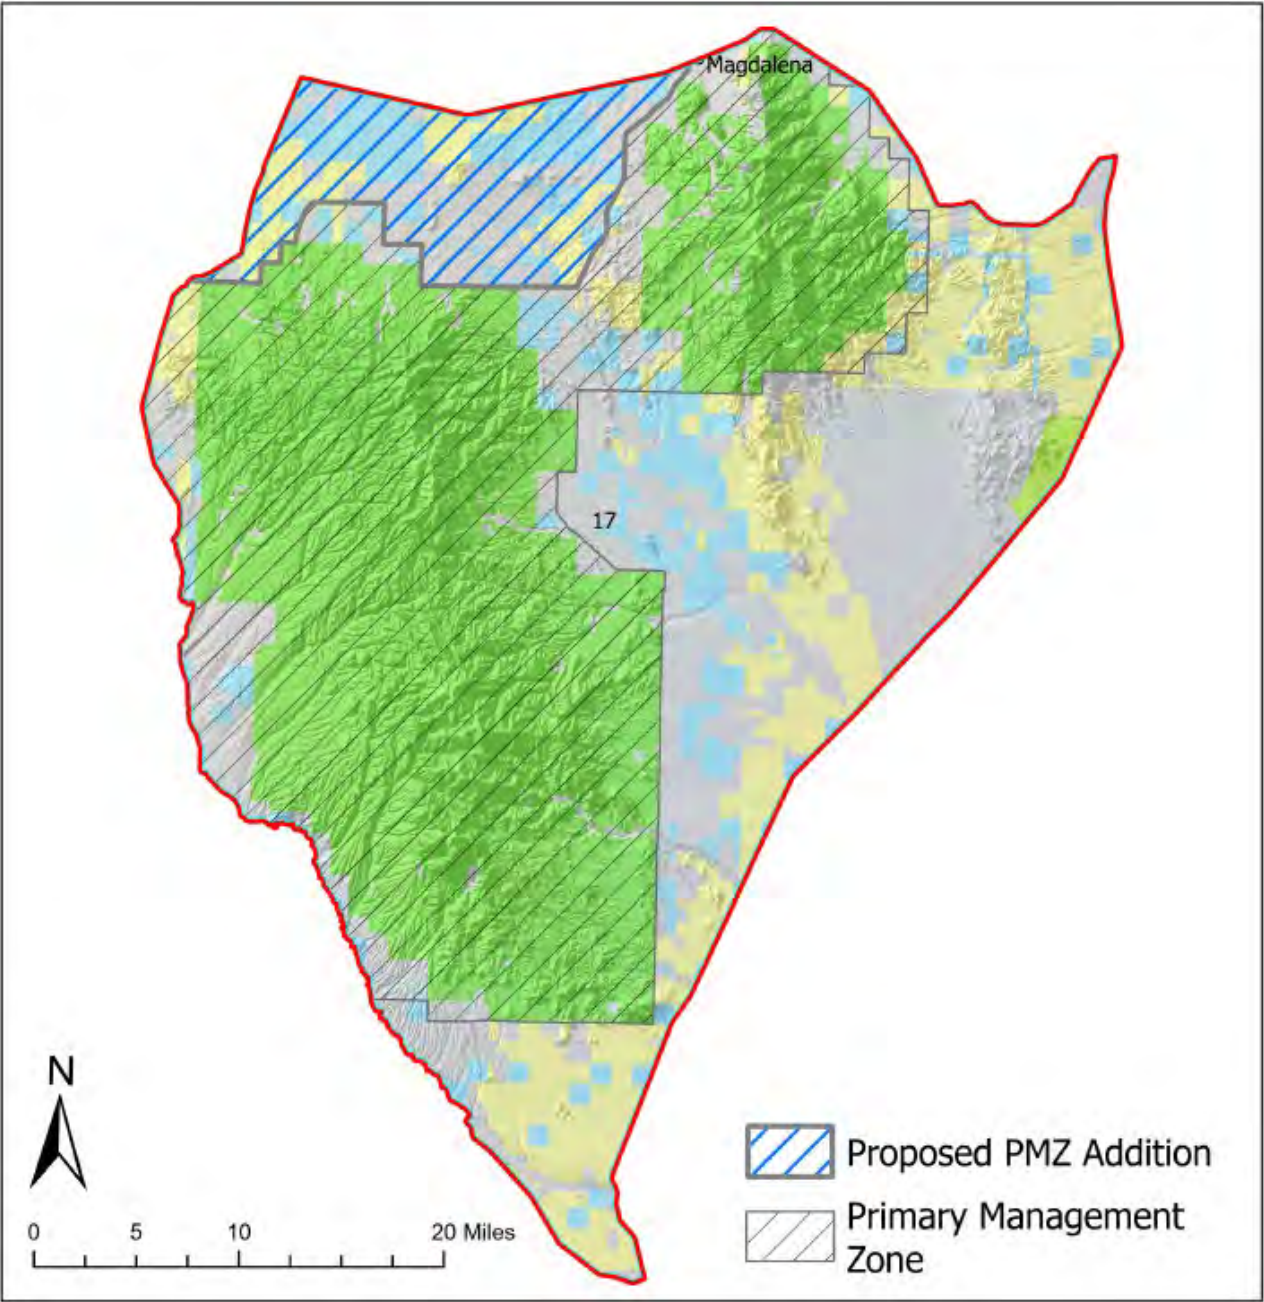 Magdalena
17
N
0 5 10 20 Miles
Proposed PMZ Addition
Primary Management
Zone